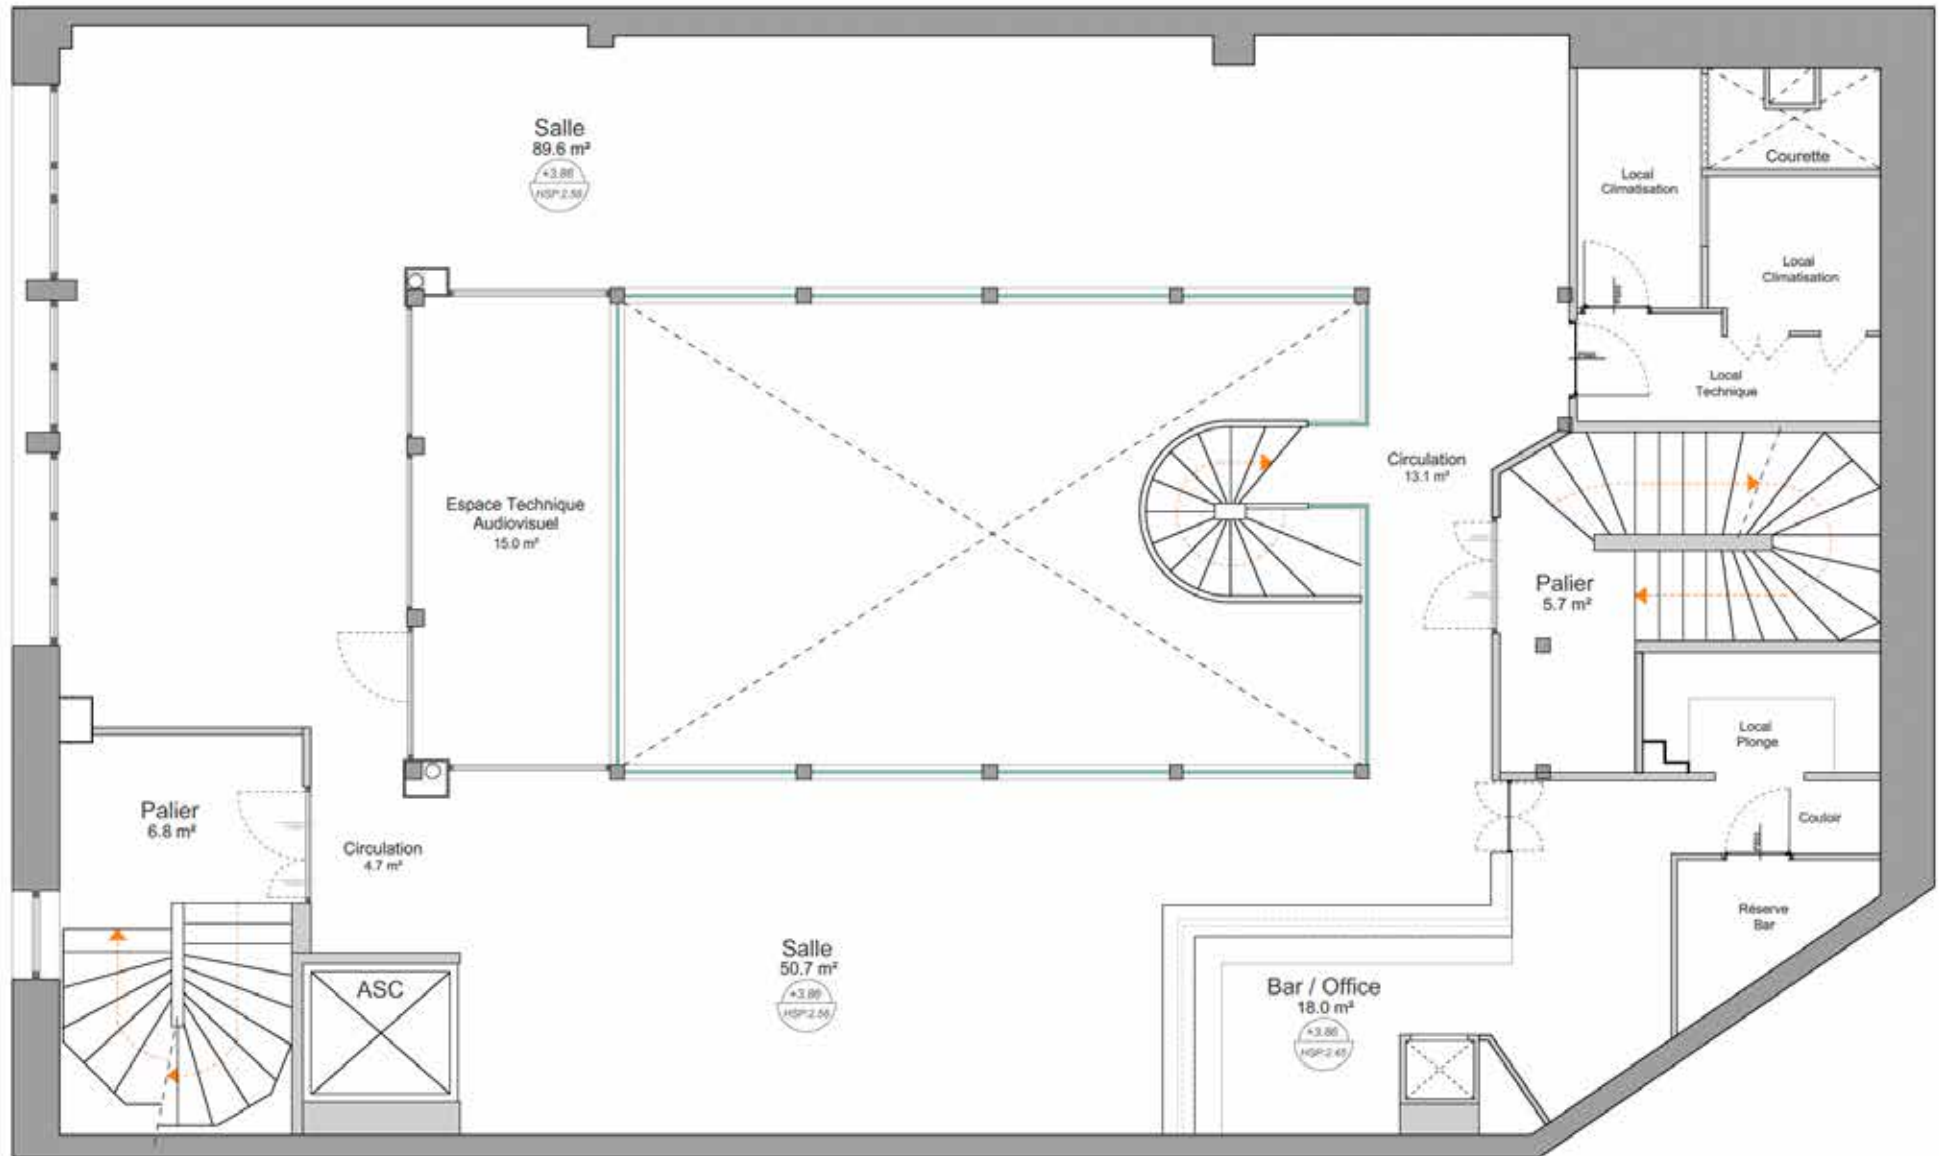 Salle
89.6 m²
+3.86
HSP:2.56
Local
Climatisation
Courette
Local
Climatisation
Local
Technique
Circulation
13.1 m²
Espace Technique
Audiovisuel
15.0 m²
Palier
5.7 m²
Local
Plonge
Palier
6.8 m²
Circulation
4.7 m²
Couloir
Réserve
Bar
Salle
50.7 m²
+3.86
HSP:2.56
ASC
Bar / Office
18.0 m²
+3.86
HSP:2.45